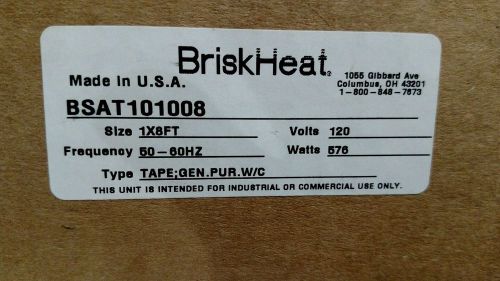 BriskHeat®
Made in U.S.A.
1055 Gibbard Ave
Columbus, OH 43201
1-800-848-7673
BSAT101008
Size 1X8FT Volts 120
Frequency 50-60HZ Watts 576
Type TAPE;GEN.PUR.W/C
THIS UNIT IS INTENDED FOR INDUSTRIAL OR COMMERCIAL USE ONLY.